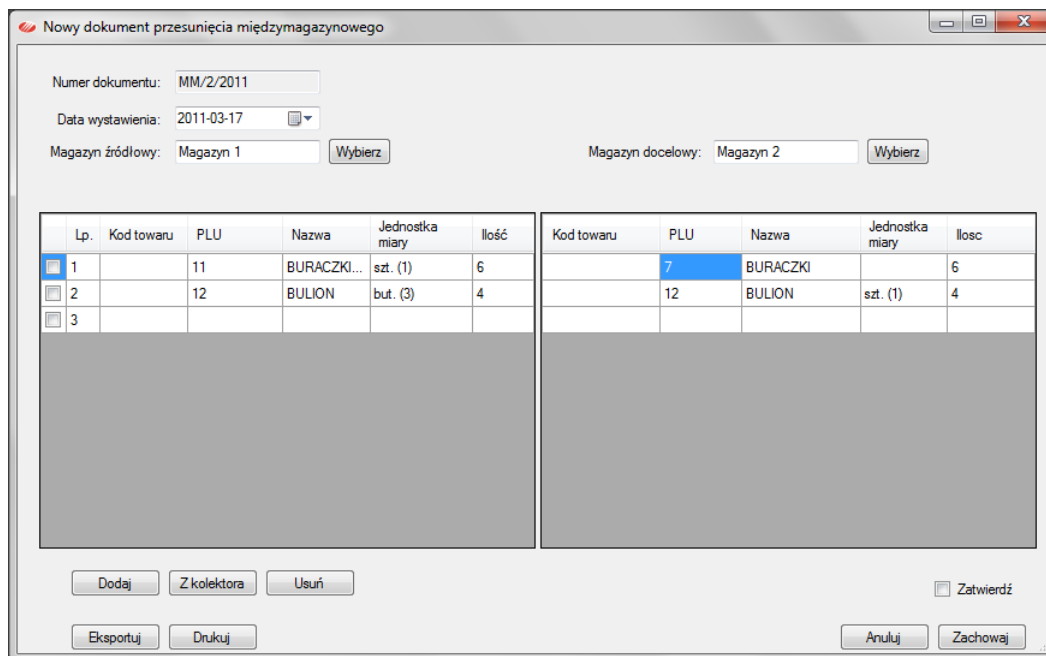 Nowy dokument przesunięcia międzymagazynowego
Numer dokumentu: MM/2/2011
Data wystawienia: 2011-03-17
Magazyn źródłowy: Magazyn 1 Wybierz Magazyn docelowy: Magazyn 2 Wybierz
Lp. Kod towaru PLU Nazwa Jednostka miary Ilość Kod towaru PLU Nazwa Jednostka miary Ilosc
1 11 BURACZKI... szt. (1) 6 7 BURACZKI 6
2 12 BULION but. (3) 4 12 BULION szt. (1) 4
3
Dodaj Z kolektora Usuń Zatwierdź
Eksportuj Drukuj Anuluj Zachowaj